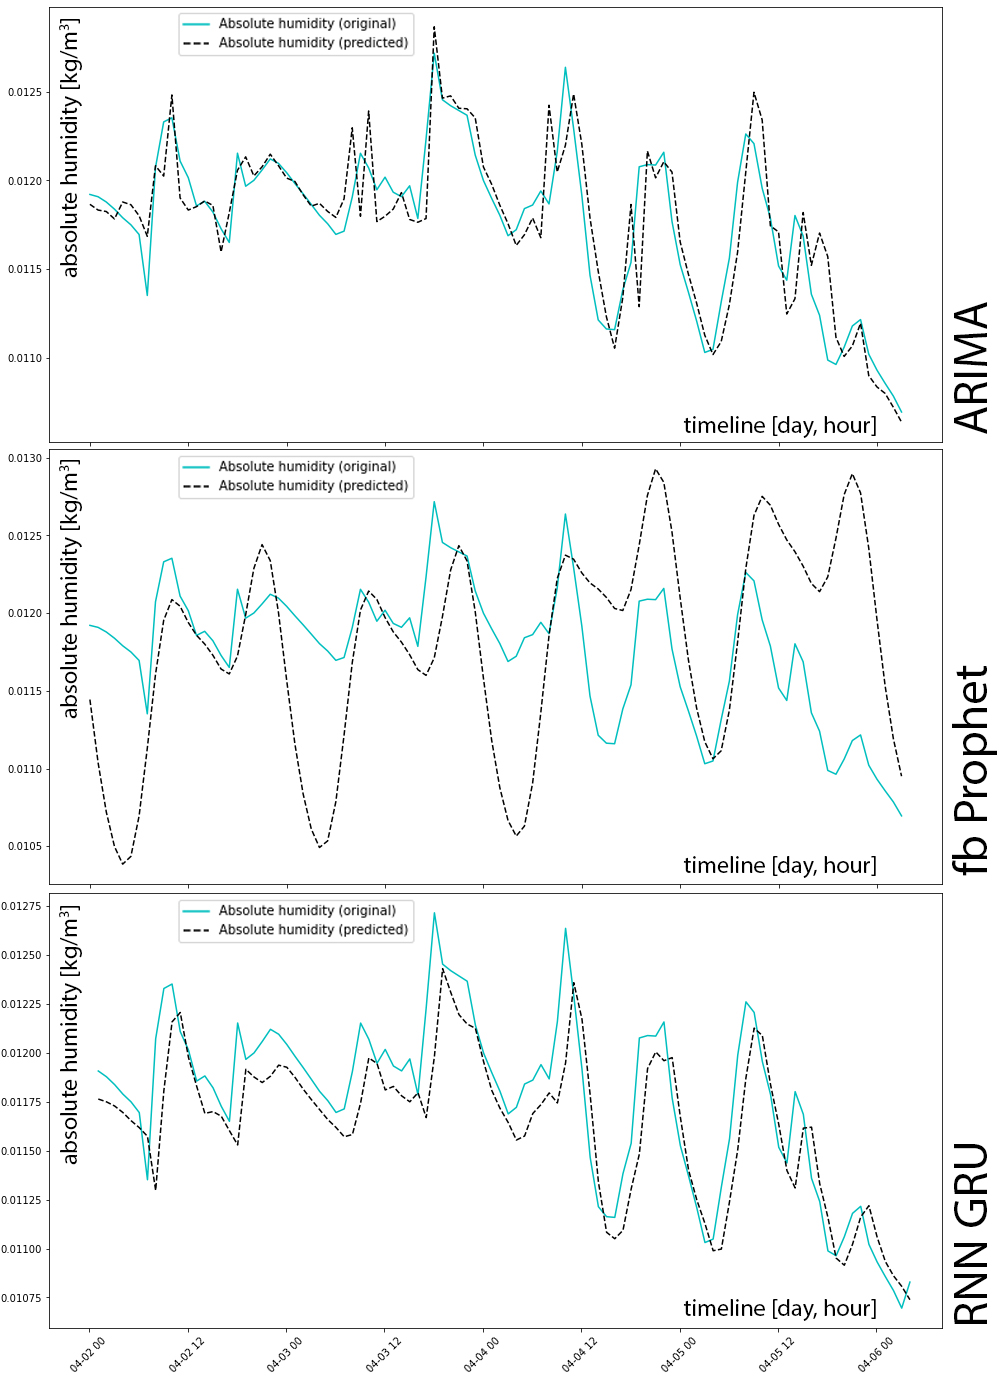 Absolute humidity (original)
Absolute humidity (predicted)
absolute humidity [kg/m³]
0.0125
0.0120
0.0115
0.0110
timeline [day, hour]
ARIMA
Absolute humidity (original)
Absolute humidity (predicted)
absolute humidity [kg/m³]
0.0130
0.0125
0.0120
0.0115
0.0110
0.0105
timeline [day, hour]
fb Prophet
Absolute humidity (original)
Absolute humidity (predicted)
absolute humidity [kg/m³]
0.01275
0.01250
0.01225
0.01200
0.01175
0.01150
0.01125
0.01100
0.01075
timeline [day, hour]
RNN GRU
04-02 00
04-02 12
04-03 00
04-03 12
04-04 00
04-04 12
04-05 00
04-05 12
04-06 00